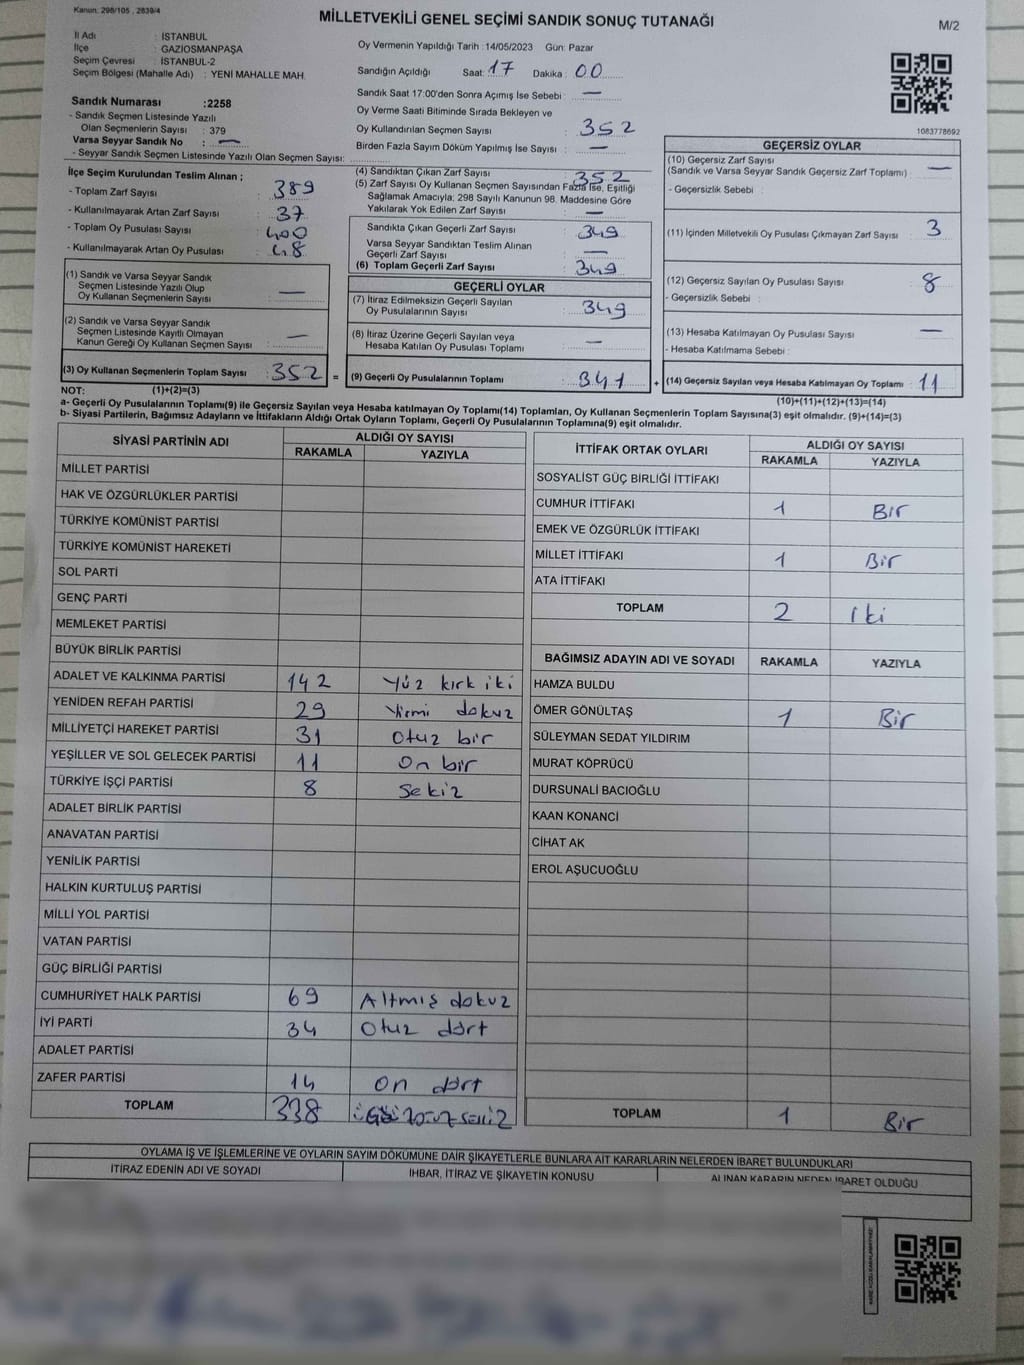 Kanun: 298/105 , 2839/4
MİLLETVEKİLİ GENEL SEÇİMİ SANDIK SONUÇ TUTANAĞI
M/2
İl Adı : İSTANBUL
İlçe : GAZİOSMANPAŞA
Seçim Çevresi : İSTANBUL-2
Seçim Bölgesi (Mahalle Adı) : YENİ MAHALLE MAH.
Sandık Numarası :2258
- Sandık Seçmen Listesinde Yazılı
Olan Seçmenlerin Sayısı : 379
Varsa Seyyar Sandık No : —
- Seyyar Sandık Seçmen Listesinde Yazılı Olan Seçmen Sayısı:
Oy Vermenin Yapıldığı Tarih :14/05/2023 Gün: Pazar
Sandığın Açıldığı Saat: 17 Dakika : 00
Sandık Saat 17:00'den Sonra Açımış İse Sebebi : —
Oy Verme Saati Bitiminde Sırada Bekleyen ve
Oy Kullandırılan Seçmen Sayısı : 352
Birden Fazla Sayım Döküm Yapılmış İse Sayısı : —
1083778692
İlçe Seçim Kurulundan Teslim Alınan ;
- Toplam Zarf Sayısı : 389
- Kullanılmayarak Artan Zarf Sayısı : 37
- Toplam Oy Pusulası Sayısı : 400
- Kullanılmayarak Artan Oy Pusulası : 48
(1) Sandık ve Varsa Seyyar Sandık
Seçmen Listesinde Yazılı Olup
Oy Kullanan Seçmenlerin Sayısı : —
(2) Sandık ve Varsa Seyyar Sandık
Seçmen Listesinde Kayıtlı Olmayan
Kanun Gereği Oy Kullanan Seçmen Sayısı : —
(3) Oy Kullanan Seçmenlerin Toplam Sayısı : 352 =
(4) Sandıktan Çıkan Zarf Sayısı : 352
(5) Zarf Sayısı Oy Kullanan Seçmen Sayısından Fazla İse, Eşitliği
Sağlamak Amacıyla; 298 Sayılı Kanunun 98. Maddesine Göre
Yakılarak Yok Edilen Zarf Sayısı : —
Sandıkta Çıkan Geçerli Zarf Sayısı : 349
Varsa Seyyar Sandıktan Teslim Alınan
Geçerli Zarf Sayısı : —
(6) Toplam Geçerli Zarf Sayısı : 349
GEÇERLİ OYLAR
(7) İtiraz Edilmeksizin Geçerli Sayılan
Oy Pusulalarının Sayısı : 349
(8) İtiraz Üzerine Geçerli Sayılan veya
Hesaba Katılan Oy Pusulası Toplamı : —
(9) Geçerli Oy Pusulalarının Toplamı : 341 +
GEÇERSİZ OYLAR
(10) Geçersiz Zarf Sayısı
(Sandık ve Varsa Seyyar Sandık Geçersiz Zarf Toplamı) : —
- Geçersizlik Sebebi :
(11) İçinden Milletvekili Oy Pusulası Çıkmayan Zarf Sayısı : 3
(12) Geçersiz Sayılan Oy Pusulası Sayısı : 8
- Geçersizlik Sebebi :
(13) Hesaba Katılmayan Oy Pusulası Sayısı : —
- Hesaba Katılmama Sebebi :
(14) Geçersiz Sayılan veya Hesaba Katılmayan Oy Toplamı : 11
NOT: (1)+(2)=(3)
(10)+(11)+(12)+(13)=(14)
a- Geçerli Oy Pusulalarının Toplamı(9) ile Geçersiz Sayılan veya Hesaba katılmayan Oy Toplamı(14) Toplamları, Oy Kullanan Seçmenlerin Toplam Sayısına(3) eşit olmalıdır. (9)+(14)=(3)
b- Siyasi Partilerin, Bağımsız Adayların ve İttifakların Aldığı Ortak Oyların Toplamı, Geçerli Oy Pusulalarının Toplamına(9) eşit olmalıdır.
SİYASİ PARTİNİN ADI
ALDIĞI OY SAYISI
RAKAMLA YAZIYLA
MİLLET PARTİSİ
HAK VE ÖZGÜRLÜKLER PARTİSİ
TÜRKİYE KOMÜNİST PARTİSİ
TÜRKİYE KOMÜNİST HAREKETİ
SOL PARTİ
GENÇ PARTİ
MEMLEKET PARTİSİ
BÜYÜK BİRLİK PARTİSİ
ADALET VE KALKINMA PARTİSİ 142 Yüz kırk iki
YENİDEN REFAH PARTİSİ 29 Yirmi dokuz
MİLLİYETÇİ HAREKET PARTİSİ 31 Otuz bir
YEŞİLLER VE SOL GELECEK PARTİSİ 11 On bir
TÜRKİYE İŞÇİ PARTİSİ 8 Sekiz
ADALET BİRLİK PARTİSİ
ANAVATAN PARTİSİ
YENİLİK PARTİSİ
HALKIN KURTULUŞ PARTİSİ
MİLLİ YOL PARTİSİ
VATAN PARTİSİ
GÜÇ BİRLİĞİ PARTİSİ
CUMHURİYET HALK PARTİSİ 69 Altmış dokuz
İYİ PARTİ 34 Otuz dört
ADALET PARTİSİ
ZAFER PARTİSİ 14 On dört
TOPLAM 338
İTTİFAK ORTAK OYLARI
ALDIĞI OY SAYISI
RAKAMLA YAZIYLA
SOSYALİST GÜÇ BİRLİĞİ İTTİFAKI
CUMHUR İTTİFAKI 1 Bir
EMEK VE ÖZGÜRLÜK İTTİFAKI
MİLLET İTTİFAKI 1 Bir
ATA İTTİFAKI
TOPLAM 2 iki
BAĞIMSIZ ADAYIN ADI VE SOYADI RAKAMLA YAZIYLA
HAMZA BULDU
ÖMER GÖNÜLTAŞ 1 Bir
SÜLEYMAN SEDAT YILDIRIM
MURAT KÖPRÜCÜ
DURSUNALİ BACIOĞLU
KAAN KONANCİ
CİHAT AK
EROL AŞUCUOĞLU
TOPLAM 1 Bir
OYLAMA İŞ VE İŞLEMLERİNE VE OYLARIN SAYIM DÖKÜMÜNE DAİR ŞİKAYETLERLE BUNLARA AİT KARARLARIN NELERDEN İBARET BULUNDUKLARI
İTİRAZ EDENİN ADI VE SOYADI
İHBAR, İTİRAZ VE ŞİKAYETİN KONUSU
ALINAN KARARIN NEDEN İBARET OLDUĞU